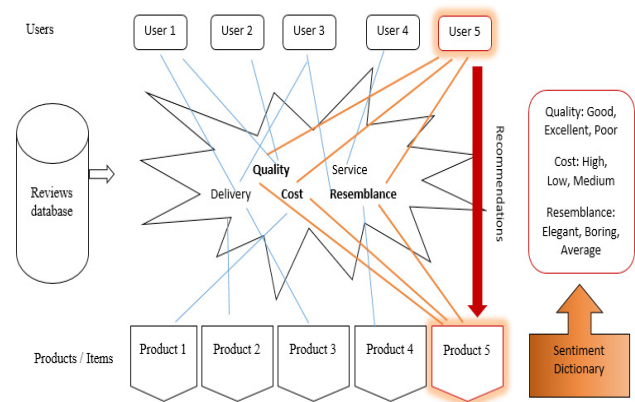 Users
User 1
User 2
User 3
User 4
User 5
Quality: Good,
Excellent, Poor
Cost: High,
Low, Medium
Resemblance:
Elegant, Boring,
Average
Reviews
database
Quality
Service
Delivery
Cost
Resemblance
Recommendations
Products / Items
Product 1
Product 2
Product 3
Product 4
Product 5
Sentiment
Dictionary